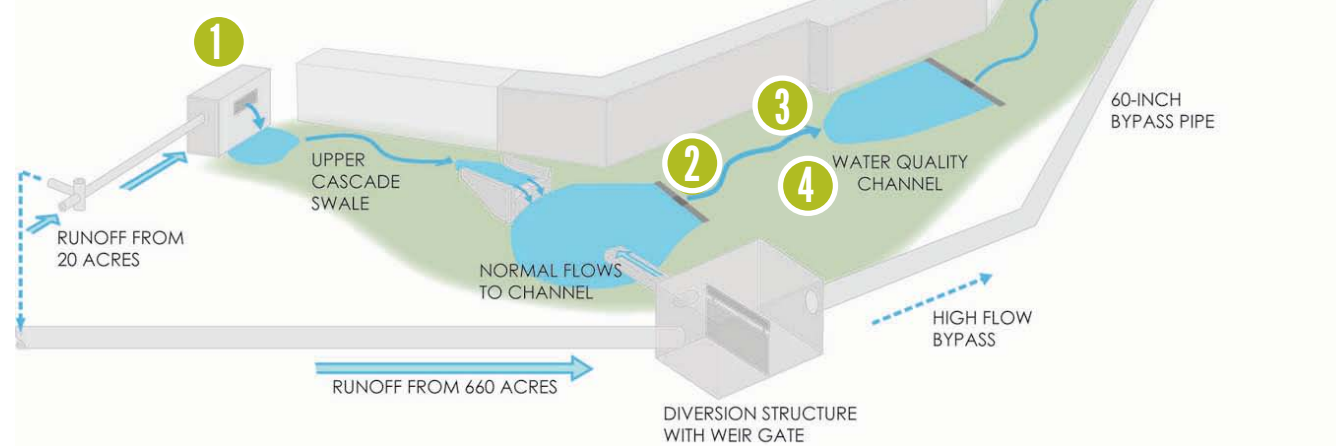 1
UPPER
CASCADE
SWALE
RUNOFF FROM
20 ACRES
2
3
4
WATER QUALITY
CHANNEL
60-INCH
BYPASS PIPE
NORMAL FLOWS
TO CHANNEL
HIGH FLOW
BYPASS
RUNOFF FROM 660 ACRES
DIVERSION STRUCTURE
WITH WEIR GATE